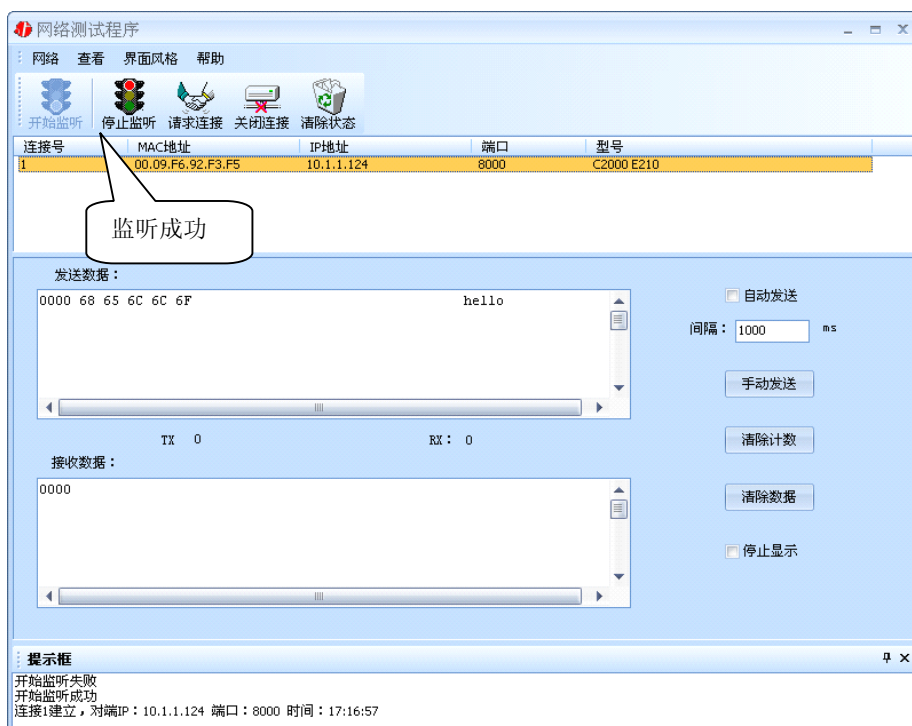 网络测试程序
网络 查看 界面风格 帮助
开始监听 停止监听 请求连接 关闭连接 清除状态
连接号 MAC地址 IP地址 端口 型号
1 00.09.F6.92.F3.F5 10.1.1.124 8000 C2000 E210
监听成功
发送数据：
0000 68 65 6C 6C 6F hello
自动发送
间隔： 1000 ms
手动发送
TX 0 RX： 0
清除计数
接收数据：
0000
清除数据
停止显示
提示框
开始监听失败
开始监听成功
连接1建立，对端IP：10.1.1.124 端口：8000 时间：17:16:57